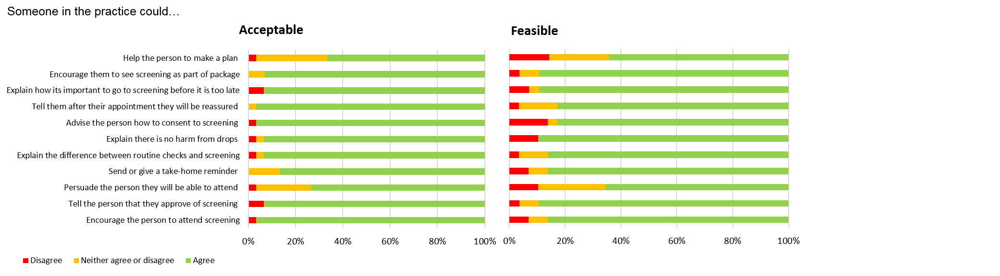 Someone in the practice could…
Acceptable
Feasible
Help the person to make a plan
Encourage them to see screening as part of package
Explain how its important to go to screening before it is too late
Tell them after their appointment they will be reassured
Advise the person how to consent to screening
Explain there is no harm from drops
Explain the difference between routine checks and screening
Send or give a take-home reminder
Persuade the person they will be able to attend
Tell the person that they approve of screening
Encourage the person to attend screening
0% 20% 40% 60% 80% 100%
0% 20% 40% 60% 80% 100%
Disagree Neither agree or disagree Agree